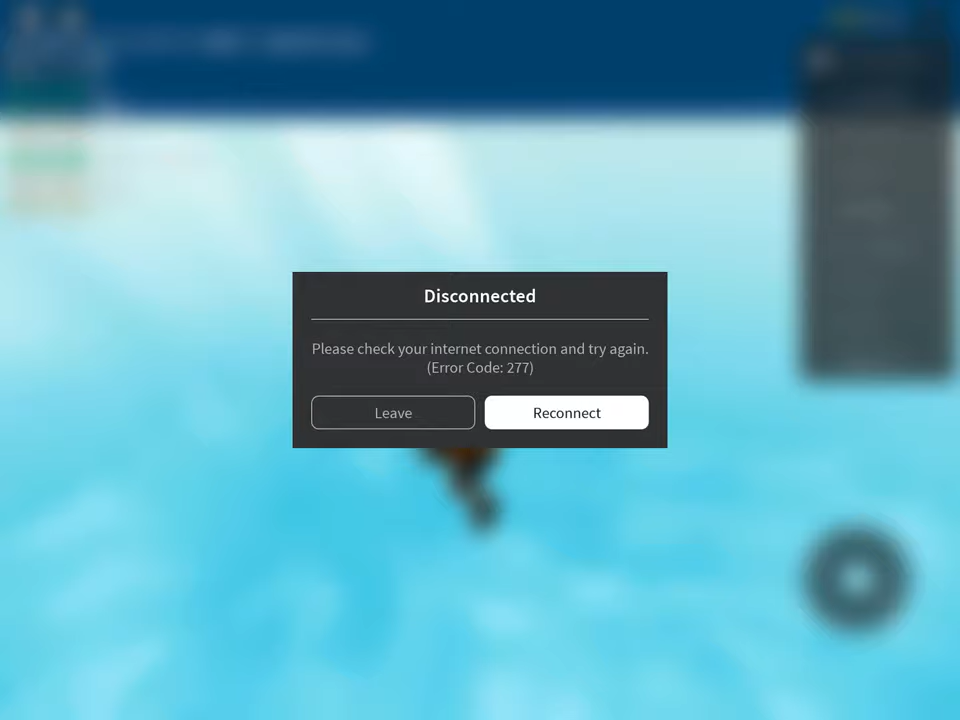 Disconnected
Please check your internet connection and try again.
(Error Code: 277)
Leave
Reconnect